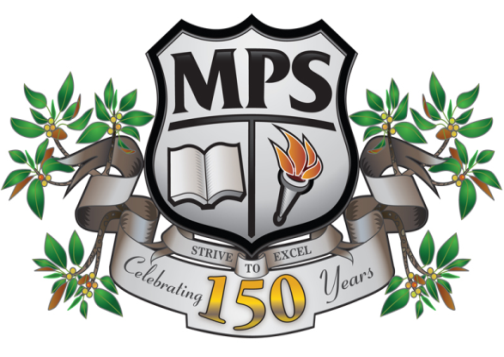 MPS
STRIVE TO EXCEL
Celebrating 150 Years